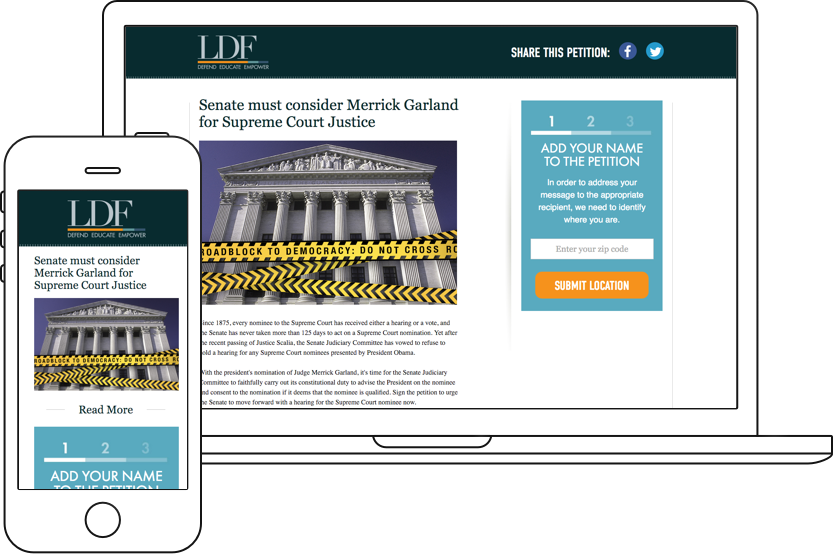 LDF
DEFEND EDUCATE EMPOWER
SHARE THIS PETITION:
Senate must consider Merrick Garland
for Supreme Court Justice
ROADBLOCK TO DEMOCRACY: DO NOT CROSS RO
Since 1875, every nominee to the Supreme Court has received either a hearing or a vote, and
the Senate has never taken more than 125 days to act on a Supreme Court nomination. Yet after
the recent passing of Justice Scalia, the Senate Judiciary Committee has vowed to refuse to
hold a hearing for any Supreme Court nominees presented by President Obama.
With the president's nomination of Judge Merrick Garland, it's time for the Senate Judiciary
Committee to faithfully carry out its constitutional duty to advise the President on the nominee
and consent to the nomination if it deems that the nominee is qualified. Sign the petition to urge
the Senate to move forward with a hearing for the Supreme Court nominee now.
1 2 3
ADD YOUR NAME
TO THE PETITION
In order to address your
message to the appropriate
recipient, we need to identify
where you are.
Enter your zip code
SUBMIT LOCATION
LDF
DEFEND EDUCATE EMPOWER
Senate must consider
Merrick Garland for
Supreme Court Justice
ROADBLOCK TO DEMOCRACY: DO NOT CROSS RO
Read More
1 2 3
ADD YOUR NAME
TO THE PETITION